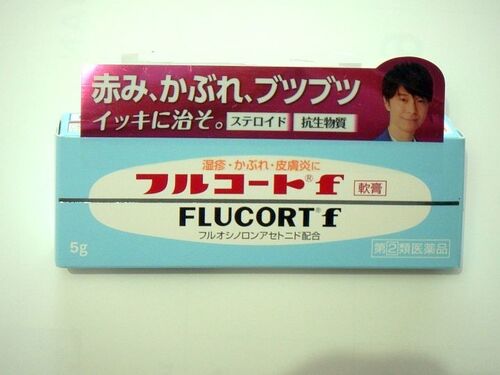 赤み、かぶれ、ブツブツ
イッキに治そ。 ステロイド 抗生物質
湿疹・かぶれ・皮膚炎に
フルコート®f 軟膏
FLUCORT®f
フルオシノロンアセトニド配合
5g
指定②類医薬品